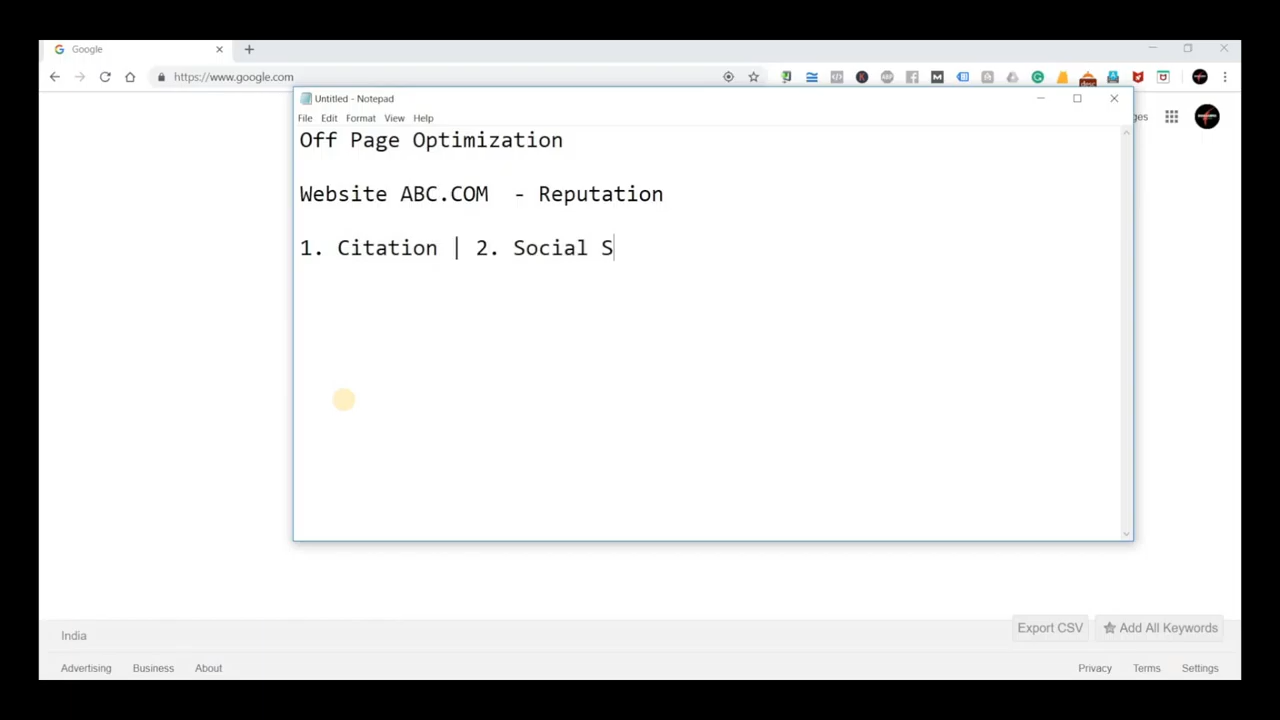 Google
https://www.google.com
Untitled - Notepad
File Edit Format View Help
ges
Off Page Optimization
Website ABC.COM  - Reputation
1. Citation | 2. Social S
Export CSV
Add All Keywords
India
Advertising Business About
Privacy Terms Settings